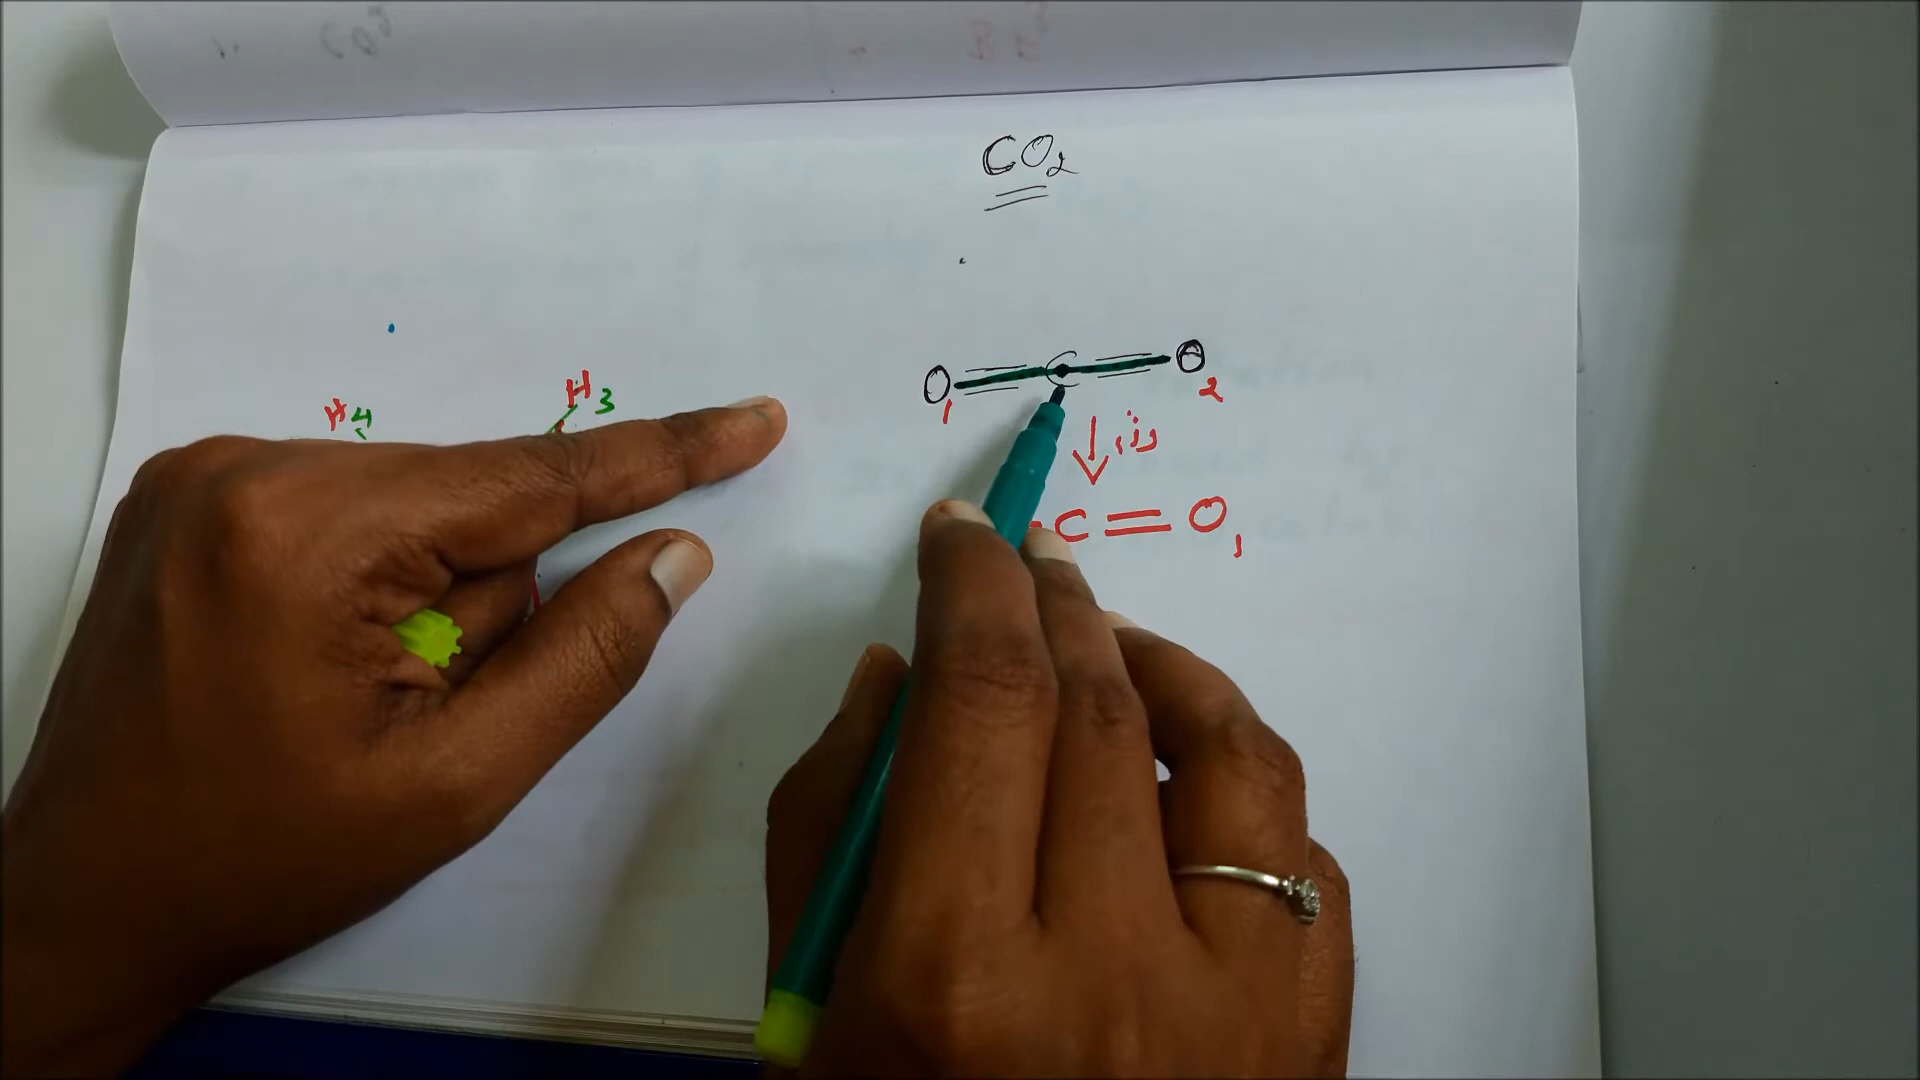 CO₂
H₄ H₃
O₁ = C = O₂
↓ i's
C = O₁